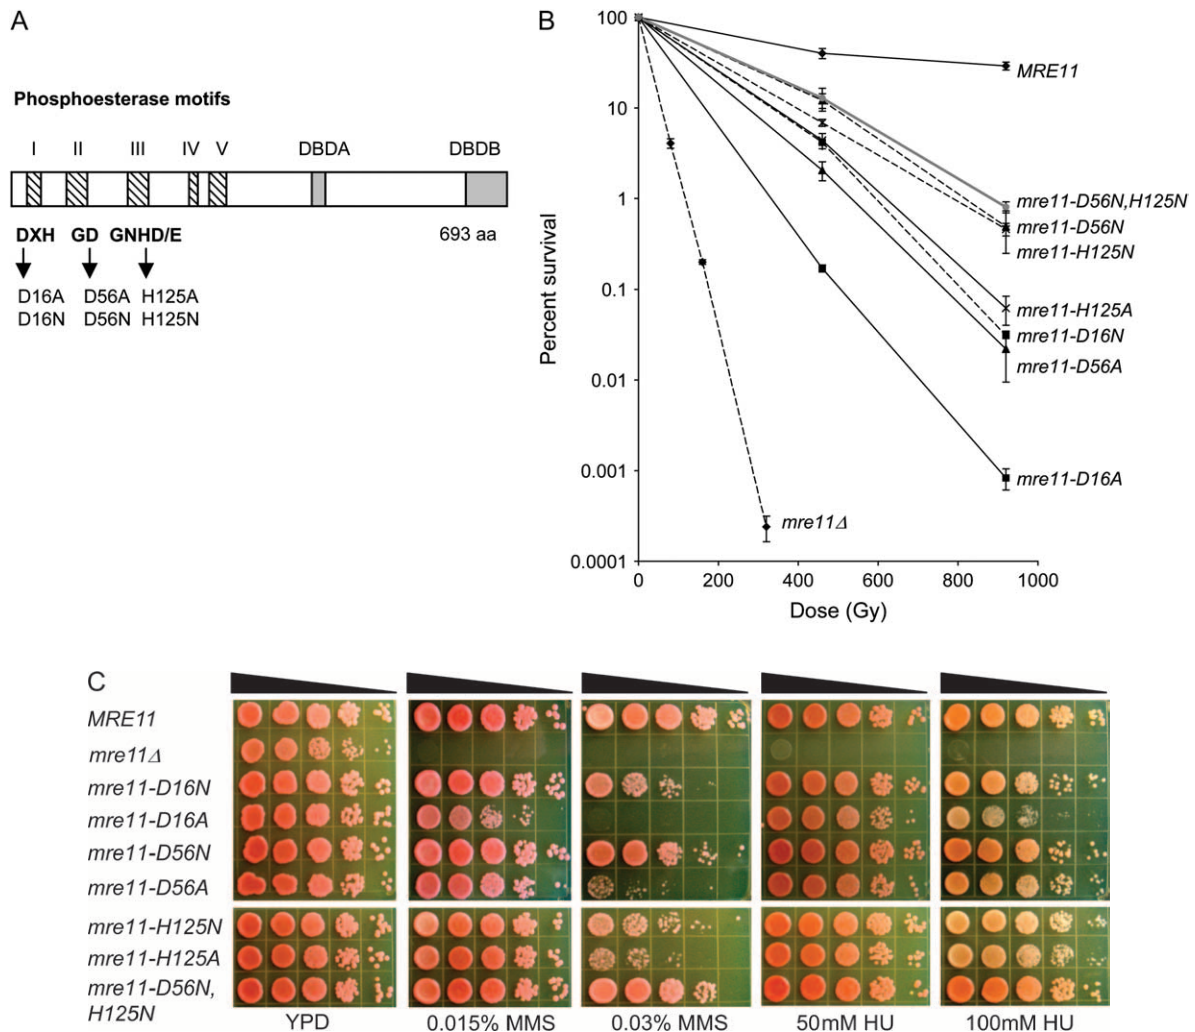 A
Phosphoesterase motifs
I II III IV V DBDA DBDB
DXH GD GNHD/E 693 aa
D16A D56A H125A
D16N D56N H125N
B
Percent survival
100
10
1
0.1
0.01
0.001
0.0001
0 200 400 600 800 1000
Dose (Gy)
MRE11
mre11-D56N,H125N
mre11-D56N
mre11-H125N
mre11-H125A
mre11-D16N
mre11-D56A
mre11-D16A
mre11Δ
C
MRE11
mre11Δ
mre11-D16N
mre11-D16A
mre11-D56N
mre11-D56A
mre11-H125N
mre11-H125A
mre11-D56N,
H125N
YPD 0.015% MMS 0.03% MMS 50mM HU 100mM HU